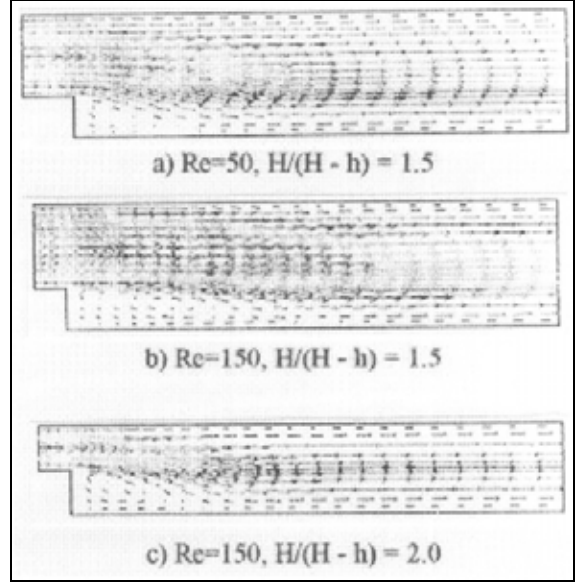 a) Re=50, H/(H - h) = 1.5
b) Re=150, H/(H - h) = 1.5
c) Re=150, H/(H - h) = 2.0